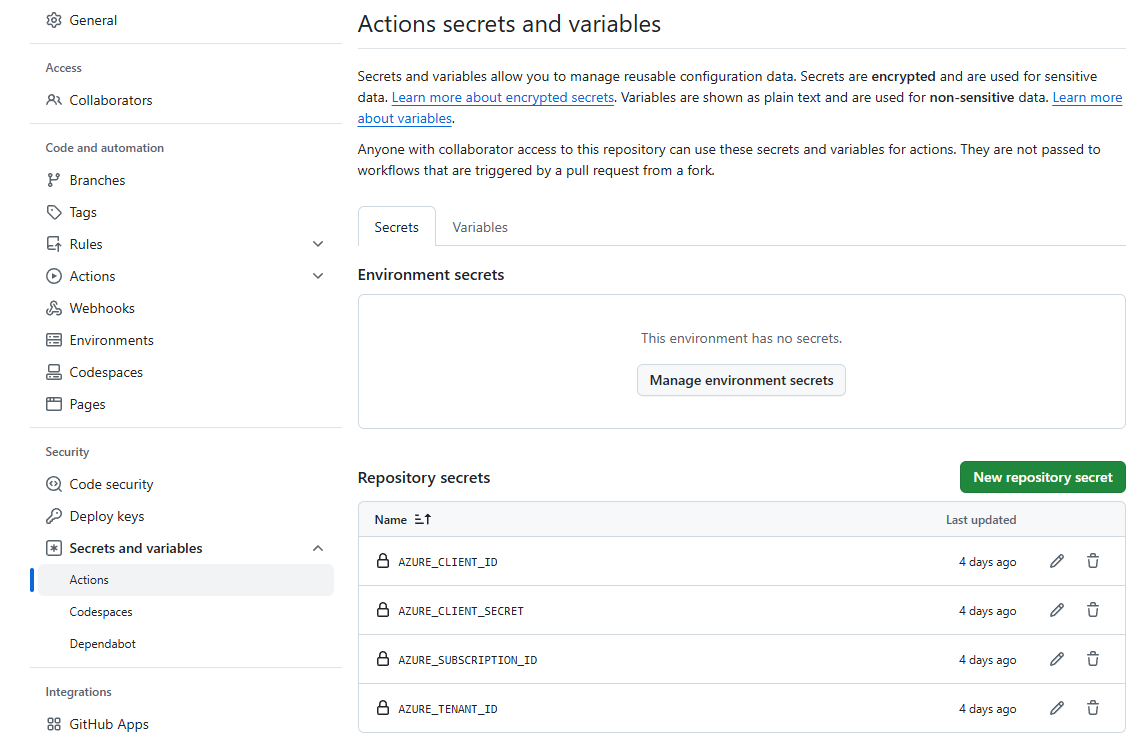 General
Access
Collaborators
Code and automation
Branches
Tags
Rules
Actions
Webhooks
Environments
Codespaces
Pages
Security
Code security
Deploy keys
Secrets and variables
Actions
Codespaces
Dependabot
Integrations
GitHub Apps
Actions secrets and variables
Secrets and variables allow you to manage reusable configuration data. Secrets are encrypted and are used for sensitive
data. Learn more about encrypted secrets. Variables are shown as plain text and are used for non-sensitive data. Learn more
about variables.
Anyone with collaborator access to this repository can use these secrets and variables for actions. They are not passed to
workflows that are triggered by a pull request from a fork.
Secrets Variables
Environment secrets
This environment has no secrets.
Manage environment secrets
Repository secrets New repository secret
Name Last updated
AZURE_CLIENT_ID 4 days ago
AZURE_CLIENT_SECRET 4 days ago
AZURE_SUBSCRIPTION_ID 4 days ago
AZURE_TENANT_ID 4 days ago